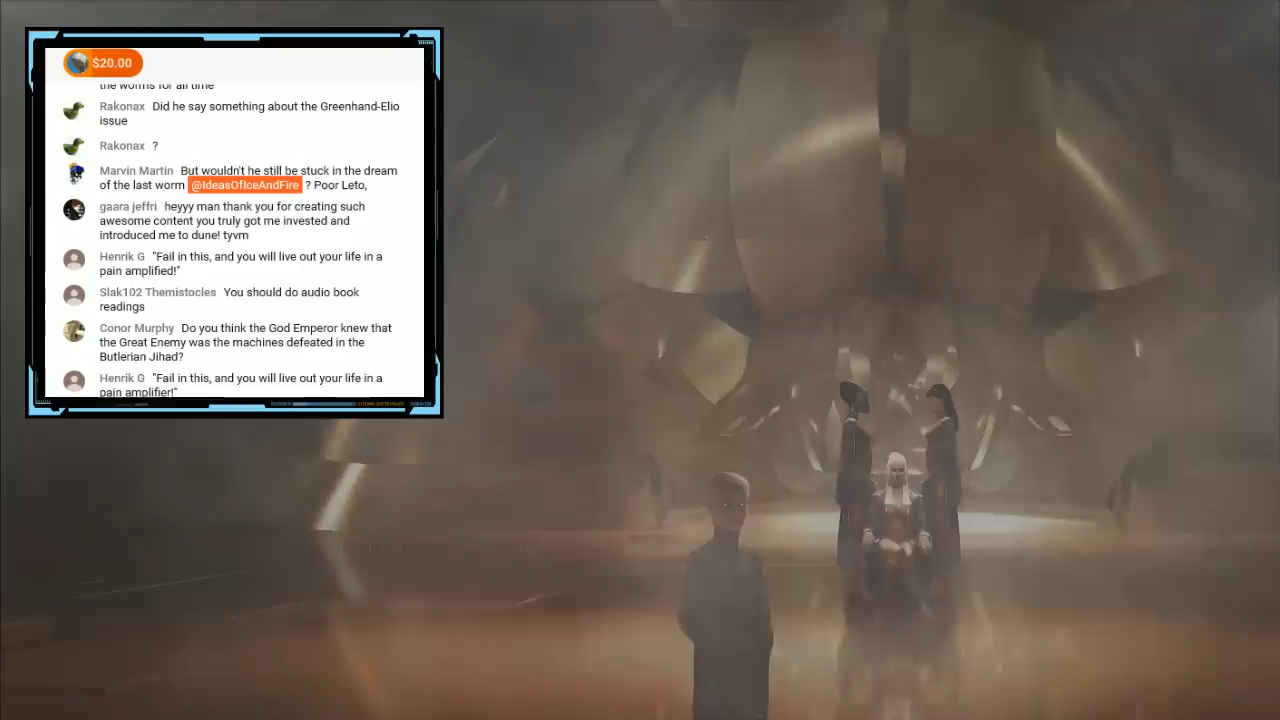 $20.00
the worms for all time
Rakonax Did he say something about the Greenhand-Elio
issue
Rakonax ?
Marvin Martin But wouldn't he still be stuck in the dream
of the last worm @IdeasOfIceAndFire ? Poor Leto,
gaara jeffri heyyy man thank you for creating such
awesome content you truly got me invested and
introduced me to dune! tyvm
Henrik G "Fail in this, and you will live out your life in a
pain amplified!"
Slak102 Themistocles You should do audio book
readings
Conor Murphy Do you think the God Emperor knew that
the Great Enemy was the machines defeated in the
Butlerian Jihad?
Henrik G "Fail in this, and you will live out your life in a
pain amplifier!"